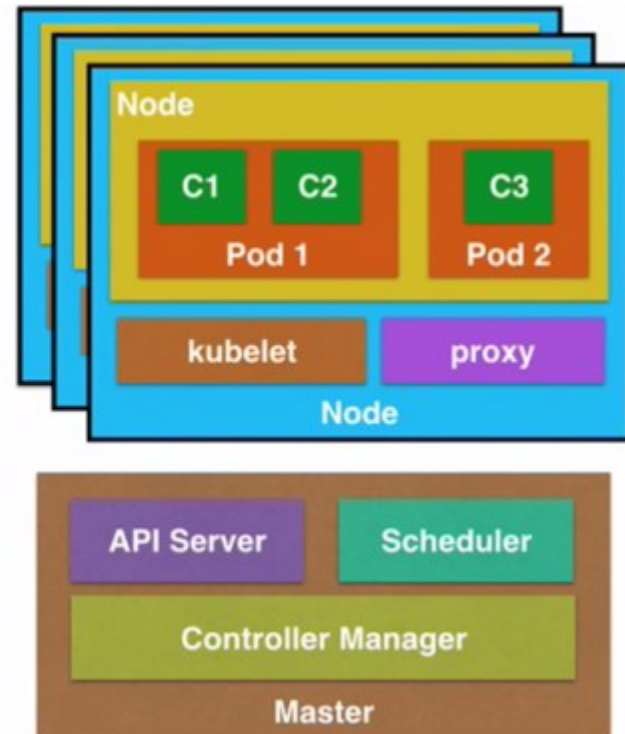 Node
C1 C2 C3
Pod 1 Pod 2
kubelet proxy
Node
API Server Scheduler
Controller Manager
Master